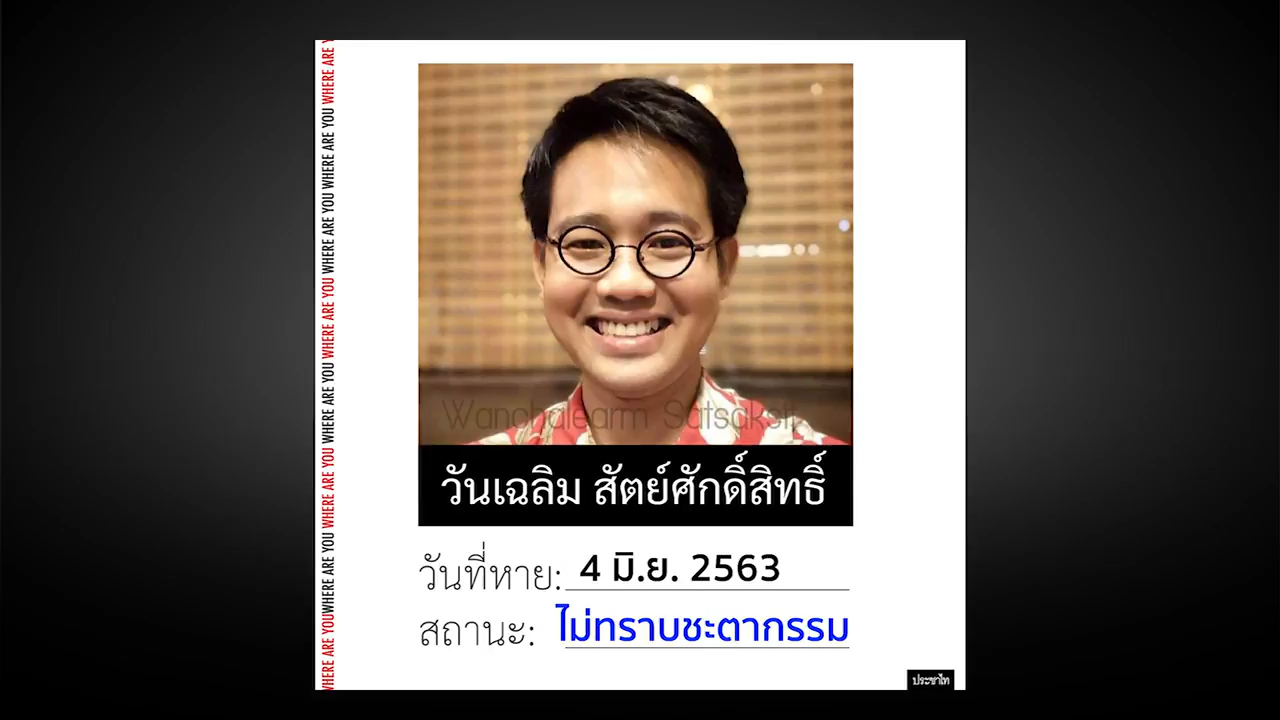 WHERE ARE YOUWHERE ARE YOU WHERE ARE YOU WHERE ARE YOU WHERE ARE YOU WHERE ARE YOU WHERE ARE YOU WHERE ARE
Wanchalearm Satsaksit
วันเฉลิม สัตย์ศักดิ์สิทธิ์
วันที่หาย: 4 มิ.ย. 2563
สถานะ: ไม่ทราบชะตากรรม
ประชาไท